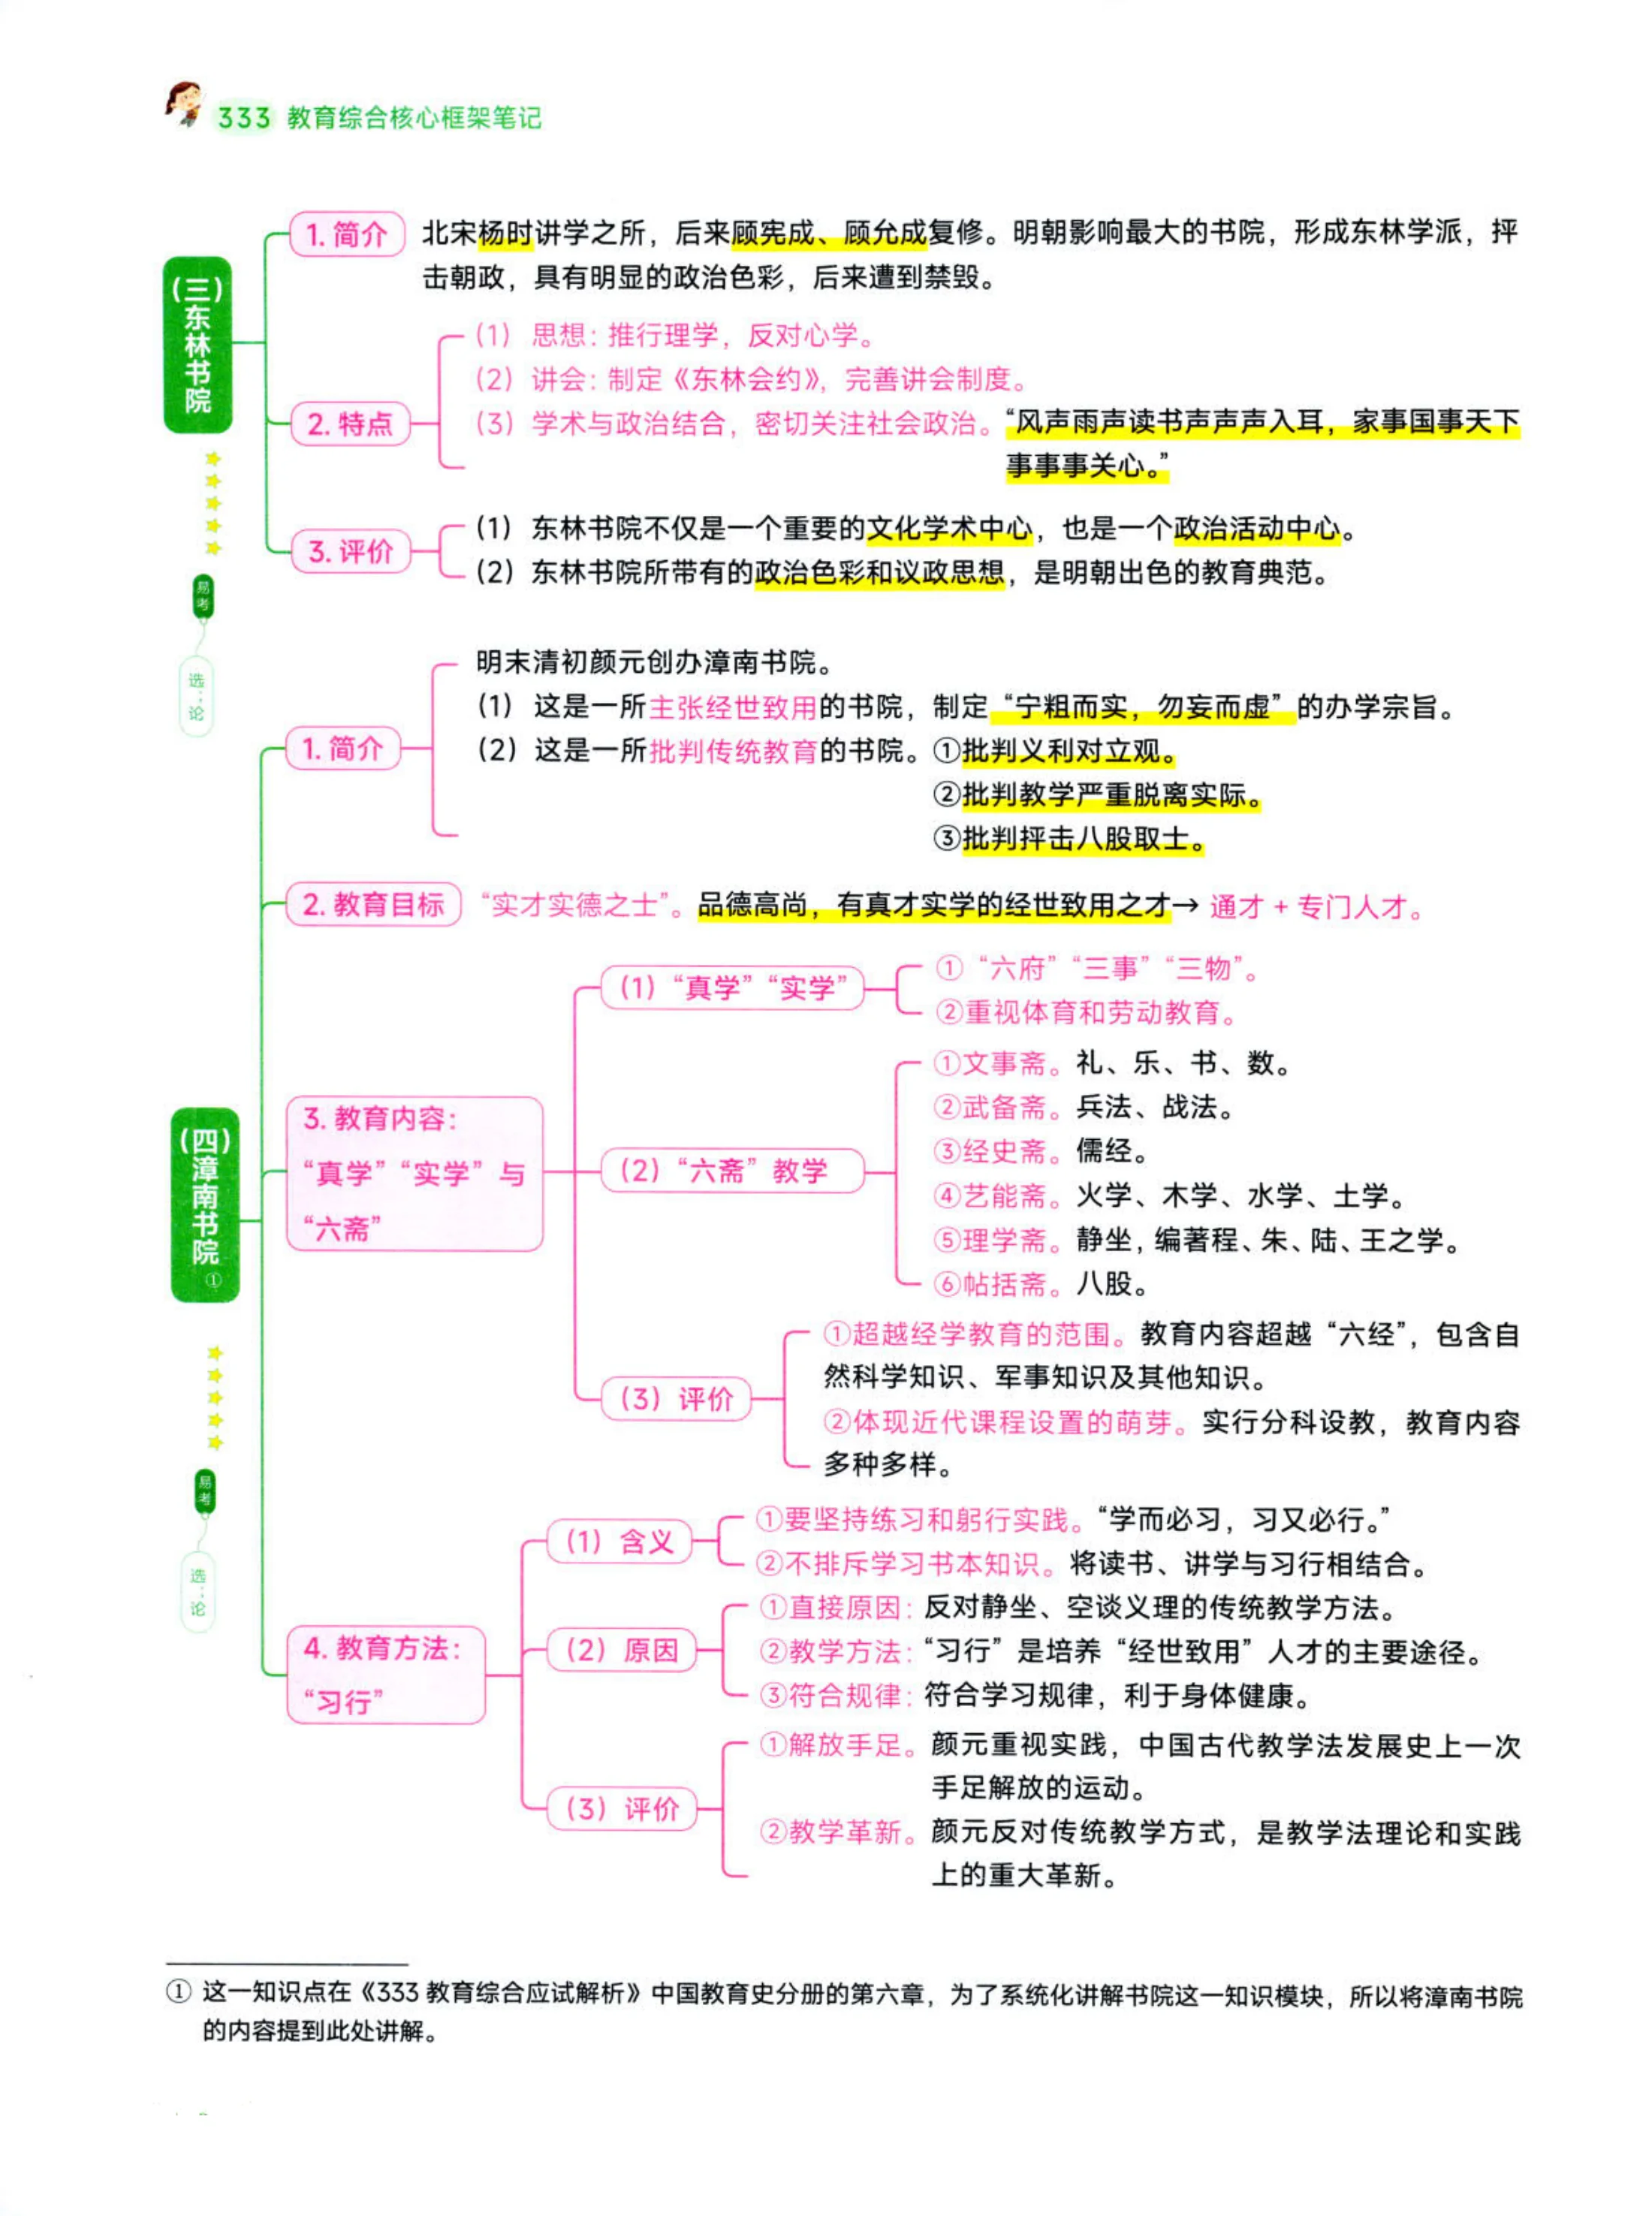 333 教育综合核心框架笔记
(三)东林书院
易考
选;论
1. 简介
北宋杨时讲学之所，后来顾宪成、顾允成复修。明朝影响最大的书院，形成东林学派，抨
击朝政，具有明显的政治色彩，后来遭到禁毁。
2. 特点
(1) 思想：推行理学，反对心学。
(2) 讲会：制定《东林会约》，完善讲会制度。
(3) 学术与政治结合，密切关注社会政治。“风声雨声读书声声声入耳，家事国事天下
事事事关心。”
3. 评价
(1) 东林书院不仅是一个重要的文化学术中心，也是一个政治活动中心。
(2) 东林书院所带有的政治色彩和议政思想，是明朝出色的教育典范。
(四)漳南书院①
易考
选;论
1. 简介
明末清初颜元创办漳南书院。
(1) 这是一所主张经世致用的书院，制定“宁粗而实，勿妄而虚”的办学宗旨。
(2) 这是一所批判传统教育的书院。①批判义利对立观。
②批判教学严重脱离实际。
③批判抨击八股取士。
2. 教育目标
“实才实德之士”。品德高尚，有真才实学的经世致用之才→ 通才 + 专门人才。
3. 教育内容：
“真学”“实学”与
“六斋”
(1) “真学”“实学”
① “六府”“三事”“三物”。
②重视体育和劳动教育。
(2) “六斋”教学
①文事斋。礼、乐、书、数。
②武备斋。兵法、战法。
③经史斋。儒经。
④艺能斋。火学、木学、水学、土学。
⑤理学斋。静坐，编著程、朱、陆、王之学。
⑥帖括斋。八股。
(3) 评价
①超越经学教育的范围。教育内容超越“六经”，包含自
然科学知识、军事知识及其他知识。
②体现近代课程设置的萌芽。实行分科设教，教育内容
多种多样。
4. 教育方法：
“习行”
(1) 含义
①要坚持练习和躬行实践。“学而必习，习又必行。”
②不排斥学习书本知识。将读书、讲学与习行相结合。
(2) 原因
①直接原因：反对静坐、空谈义理的传统教学方法。
②教学方法：“习行”是培养“经世致用”人才的主要途径。
③符合规律：符合学习规律，利于身体健康。
(3) 评价
①解放手足。颜元重视实践，中国古代教学法发展史上一次
手足解放的运动。
②教学革新。颜元反对传统教学方式，是教学法理论和实践
上的重大革新。
① 这一知识点在《333 教育综合应试解析》中国教育史分册的第六章，为了系统化讲解书院这一知识模块，所以将漳南书院
的内容提到此处讲解。